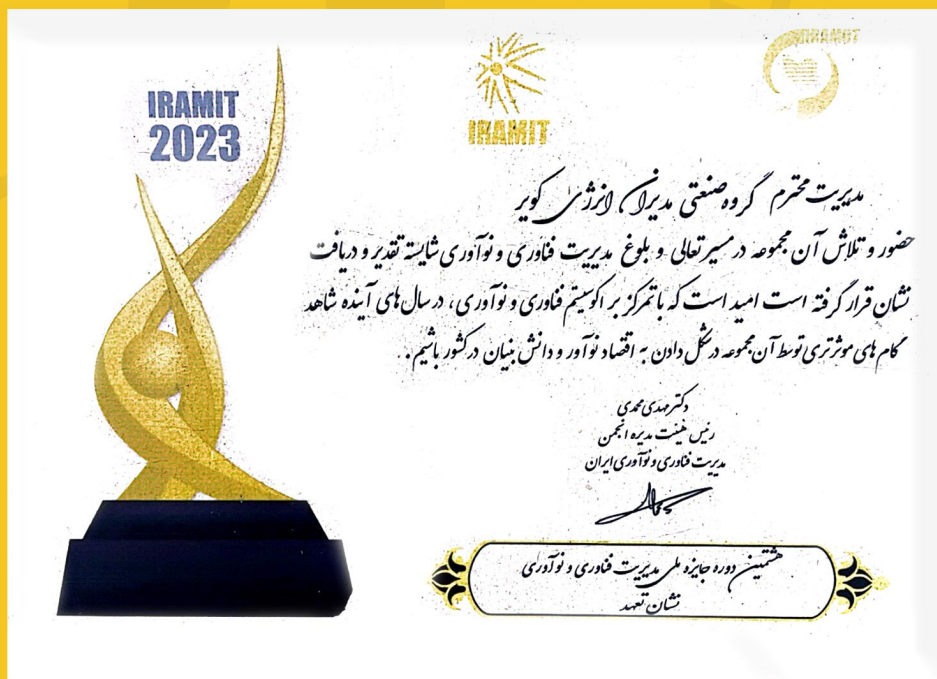 IRAMIT
2023
IRAMIT
IRAMOT
مدیریت محترم گروه صنعتی مدیران انرژی کویر
حضور و تلاش آن مجموعه در مسیر تعالی و بلوغ مدیریت فناوری و نوآوری شایسته تقدیر و دریافت
نشان قرار گرفته است امید است که با تمرکز بر اکوسیستم فناوری و نوآوری، در سال های آینده شاهد
گام های موثرتری توسط آن مجموعه در شکل دادن به اقتصاد نوآور و دانش بنیان در کشور باشیم.
دکتر مهدی محمدی
رئیس هیئت مدیره انجمن
مدیریت فناوری و نوآوری ایران
هشتمین دوره جایزه ملی مدیریت فناوری و نوآوری
نشان تعهد